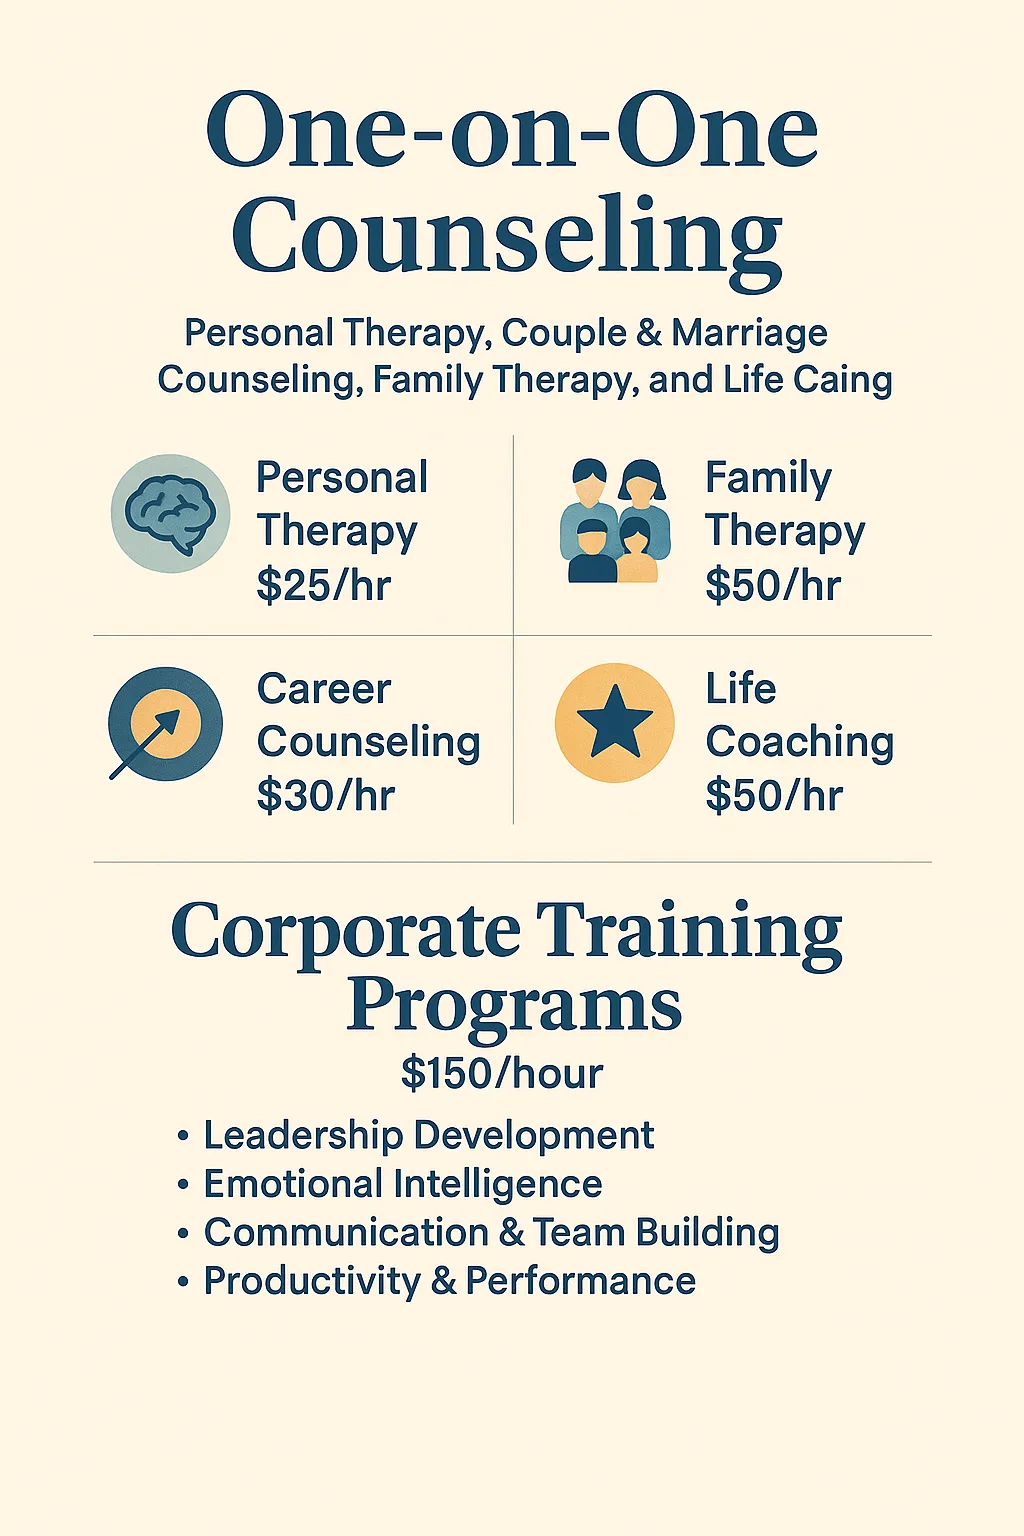 One-on-One
Counseling
Personal Therapy, Couple & Marriage
Counseling, Family Therapy, and Life Caing
Personal
Therapy
$25/hr
Family
Therapy
$50/hr
Career
Counseling
$30/hr
Life
Coaching
$50/hr
Corporate Training
Programs
$150/hour
• Leadership Development
• Emotional Intelligence
• Communication & Team Building
• Productivity & Performance